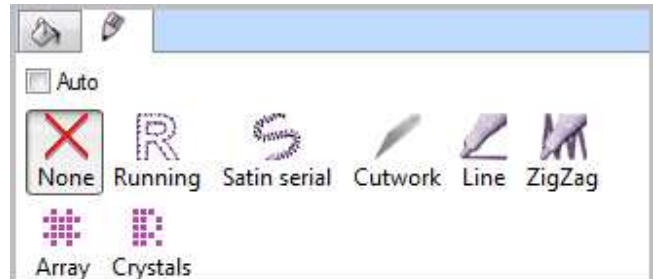 Auto
None Running Satin serial Cutwork Line ZigZag
Array Crystals